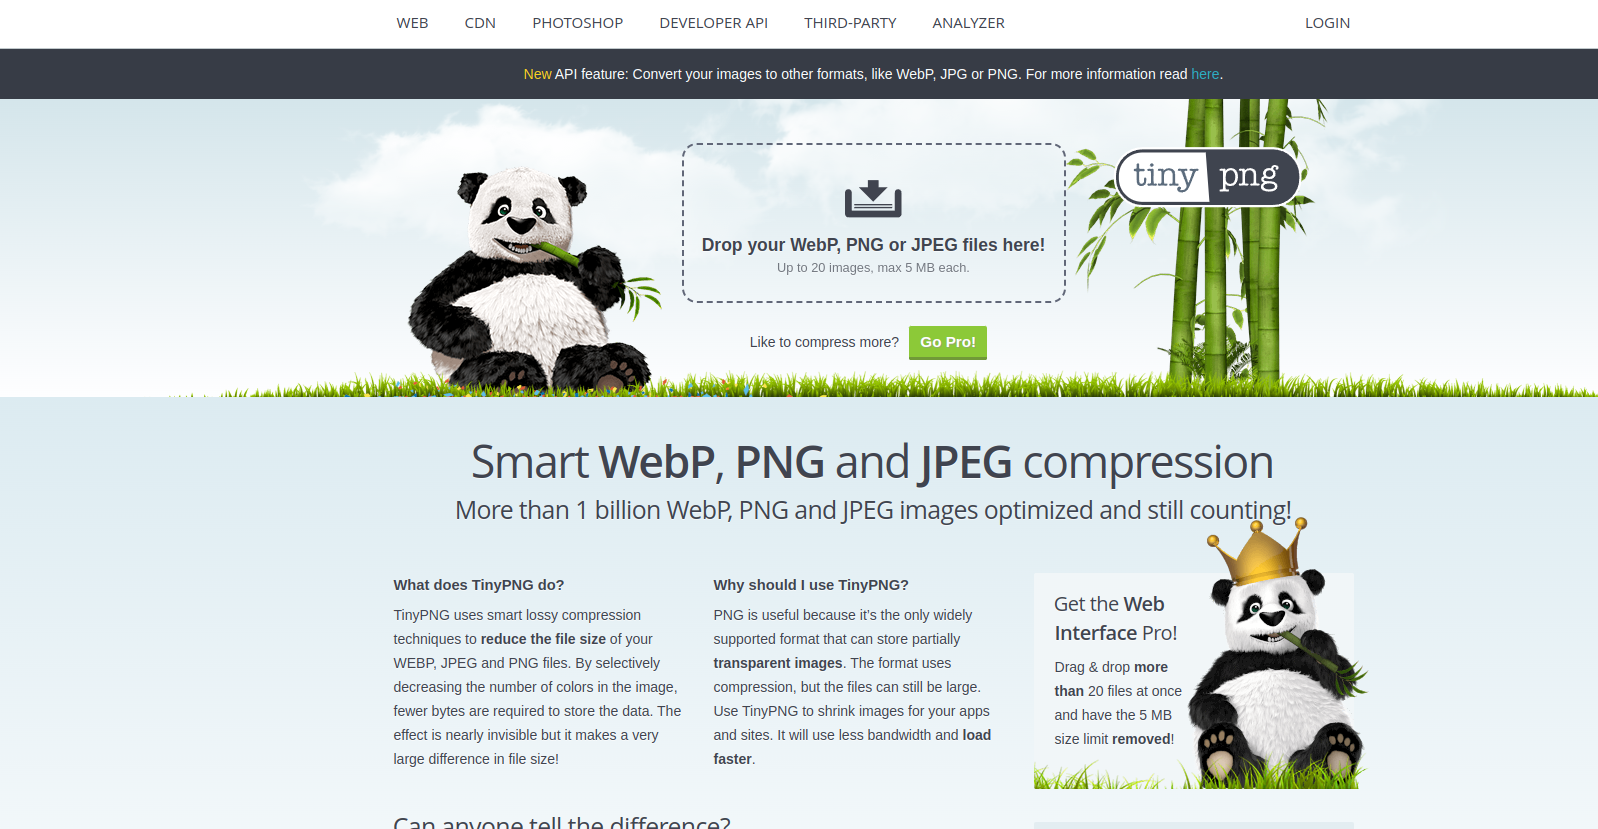 WEB CDN PHOTOSHOP DEVELOPER API THIRD-PARTY ANALYZER LOGIN
New API feature: Convert your images to other formats, like WebP, JPG or PNG. For more information read here.
tiny png
Drop your WebP, PNG or JPEG files here!
Up to 20 images, max 5 MB each.
Like to compress more? Go Pro!
Smart WebP, PNG and JPEG compression
More than 1 billion WebP, PNG and JPEG images optimized and still counting!
What does TinyPNG do?
TinyPNG uses smart lossy compression
techniques to reduce the file size of your
WEBP, JPEG and PNG files. By selectively
decreasing the number of colors in the image,
fewer bytes are required to store the data. The
effect is nearly invisible but it makes a very
large difference in file size!
Why should I use TinyPNG?
PNG is useful because it’s the only widely
supported format that can store partially
transparent images. The format uses
compression, but the files can still be large.
Use TinyPNG to shrink images for your apps
and sites. It will use less bandwidth and load
faster.
Get the Web
Interface Pro!
Drag & drop more
than 20 files at once
and have the 5 MB
size limit removed!
Can anyone tell the difference?